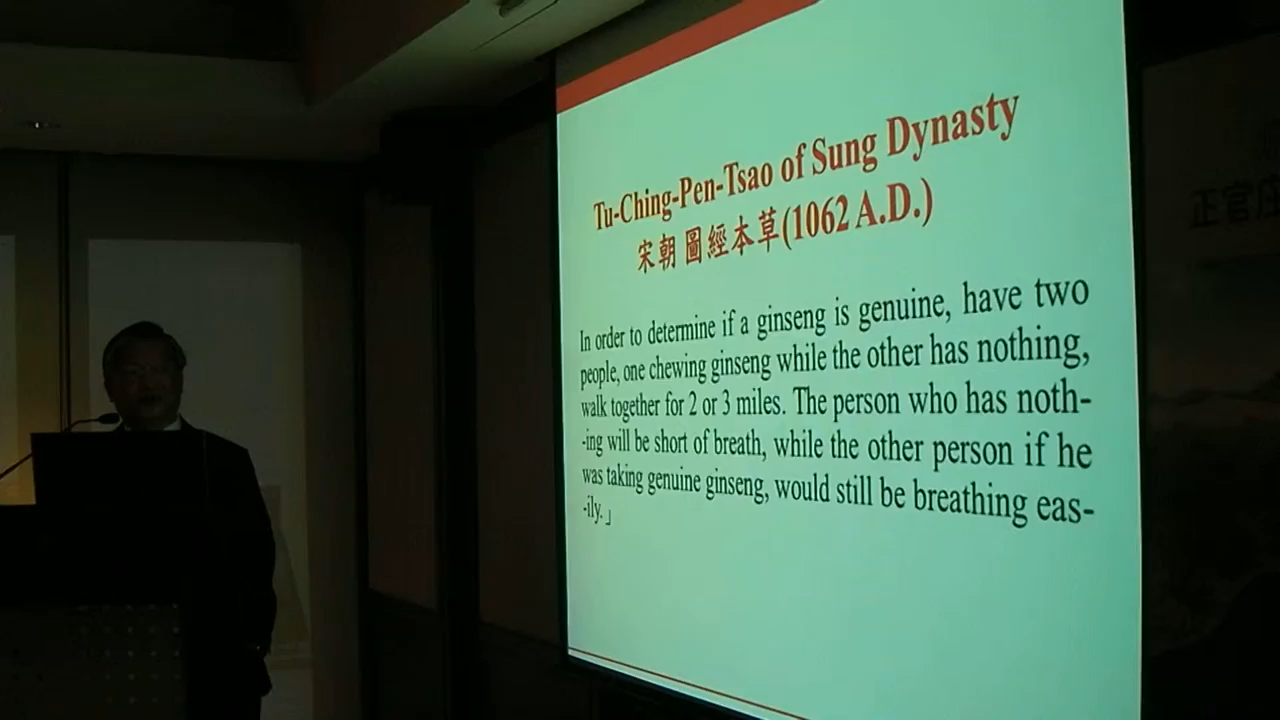 Tu-Ching-Pen-Tsao of Sung Dynasty
宋朝 圖經本草(1062 A.D.)
In order to determine if a ginseng is genuine, have two
people, one chewing ginseng while the other has nothing,
walk together for 2 or 3 miles. The person who has noth-
-ing will be short of breath, while the other person if he
was taking genuine ginseng, would still be breathing eas-
-ily.」
正官庄